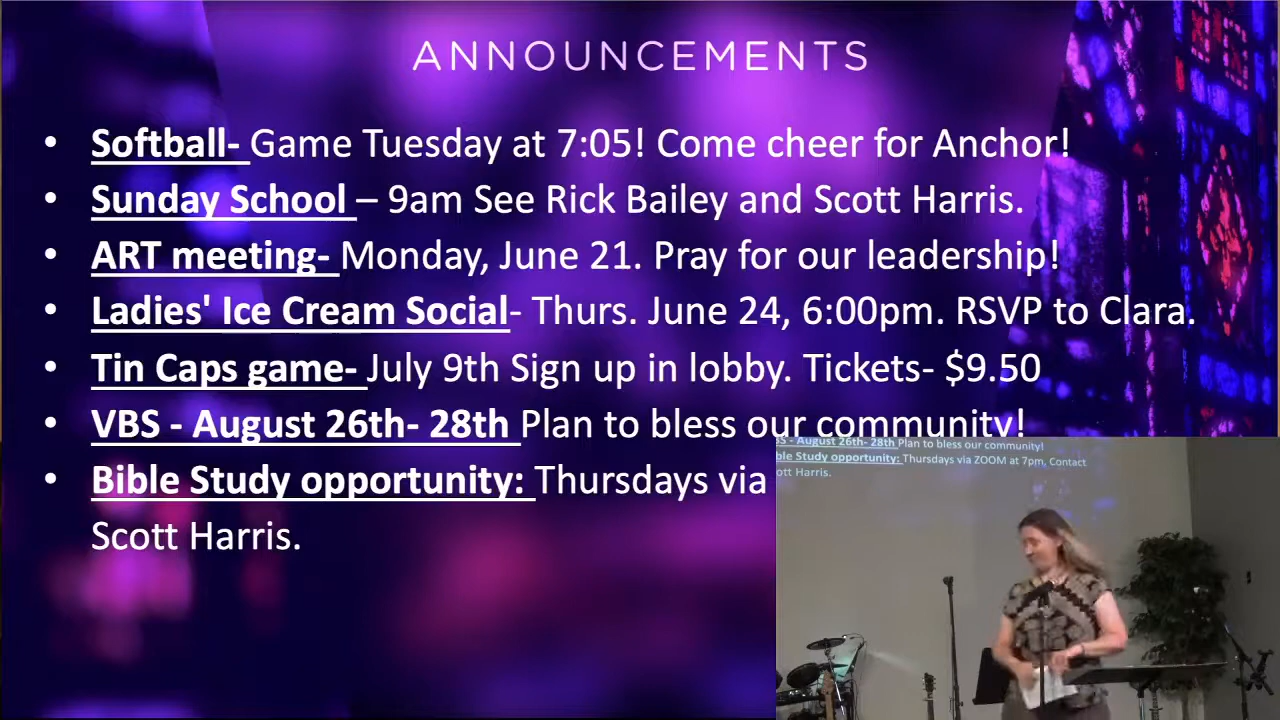 ANNOUNCEMENTS
• Softball- Game Tuesday at 7:05! Come cheer for Anchor!
• Sunday School – 9am See Rick Bailey and Scott Harris.
• ART meeting- Monday, June 21. Pray for our leadership!
• Ladies' Ice Cream Social- Thurs. June 24, 6:00pm. RSVP to Clara.
• Tin Caps game- July 9th Sign up in lobby. Tickets- $9.50
• VBS - August 26th- 28th Plan to bless our community!
• Bible Study opportunity: Thursdays via
Scott Harris.
- August 26th- 28th Plan to bless our community!
Study opportunity: Thursdays via ZOOM at 7pm, Contact
Harris.